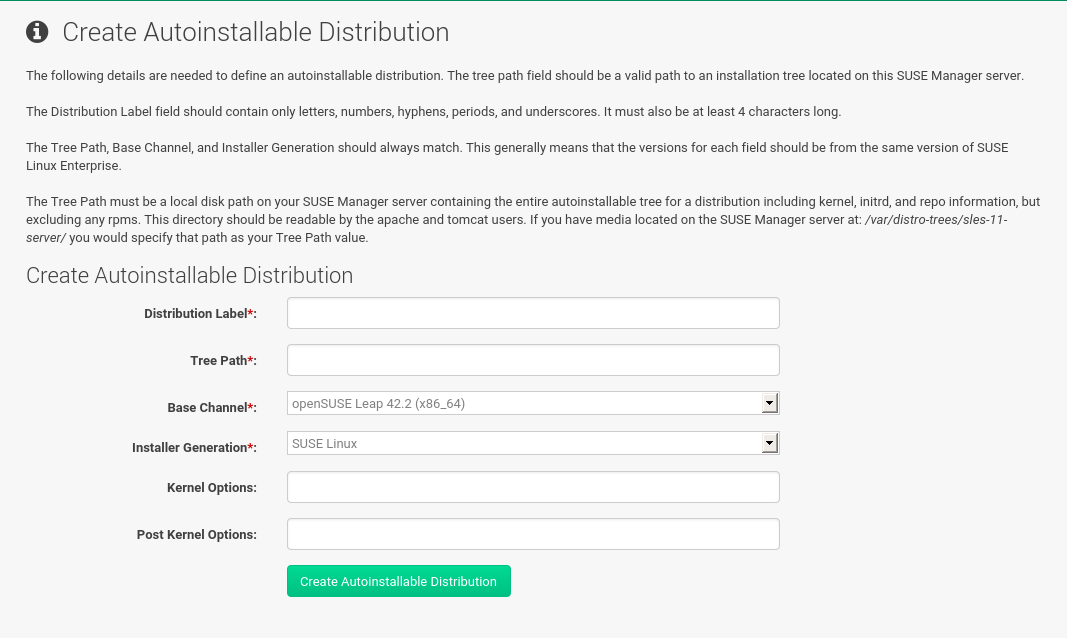 Create Autoinstallable Distribution
The following details are needed to define an autoinstallable distribution. The tree path field should be a valid path to an installation tree located on this SUSE Manager server.
The Distribution Label field should contain only letters, numbers, hyphens, periods, and underscores. It must also be at least 4 characters long.
The Tree Path, Base Channel, and Installer Generation should always match. This generally means that the versions for each field should be from the same version of SUSE
Linux Enterprise.
The Tree Path must be a local disk path on your SUSE Manager server containing the entire autoinstallable tree for a distribution including kernel, initrd, and repo information, but
excluding any rpms. This directory should be readable by the apache and tomcat users. If you have media located on the SUSE Manager server at: /var/distro-trees/sles-11-
server/ you would specify that path as your Tree Path value.
Create Autoinstallable Distribution
Distribution Label*:
Tree Path*:
Base Channel*: openSUSE Leap 42.2 (x86_64)
Installer Generation*: SUSE Linux
Kernel Options:
Post Kernel Options:
Create Autoinstallable Distribution